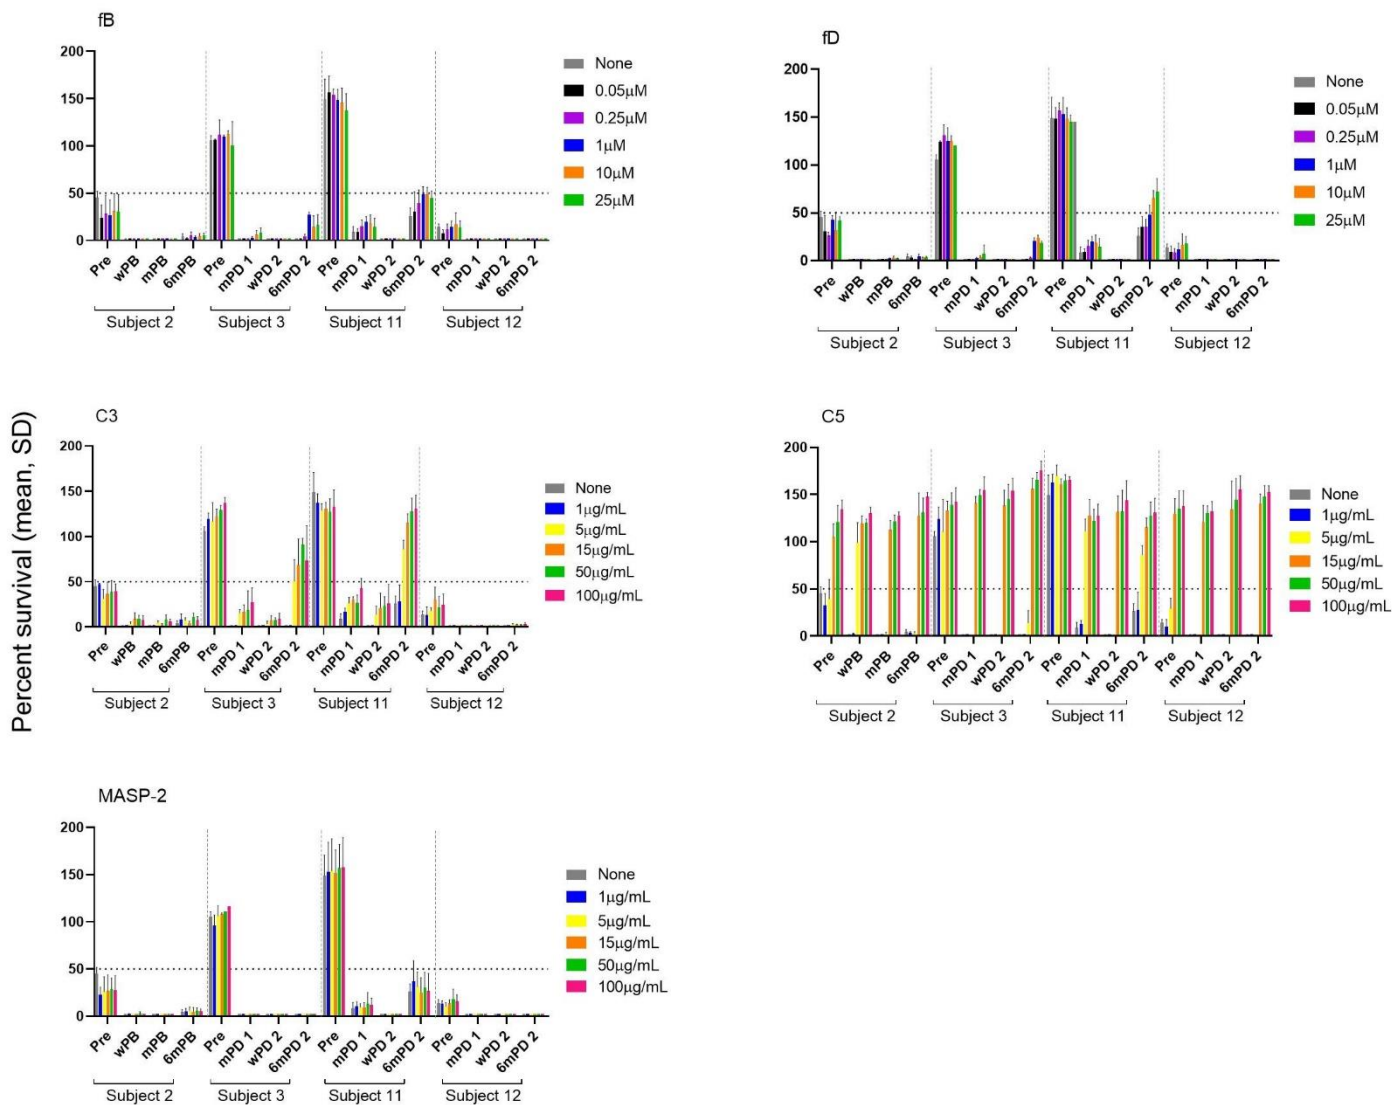 Percent survival (mean, SD)
fB
200
150
100
50
0
Pre wPB mPB 6mPB Pre mPD 1 wPD 2 6mPD 2 Pre mPD 1 wPD 2 6mPD 2 Pre mPD 1 wPD 2 6mPD 2
Subject 2 Subject 3 Subject 11 Subject 12
None
0.05μM
0.25μM
1μM
10μM
25μM
fD
200
150
100
50
0
Pre wPB mPB 6mPB Pre mPD 1 wPD 2 6mPD 2 Pre mPD 1 wPD 2 6mPD 2 Pre mPD 1 wPD 2 6mPD 2
Subject 2 Subject 3 Subject 11 Subject 12
None
0.05μM
0.25μM
1μM
10μM
25μM
C3
200
150
100
50
0
Pre wPB mPB 6mPB Pre mPD 1 wPD 2 6mPD 2 Pre mPD 1 wPD 2 6mPD 2 Pre mPD 1 wPD 2 6mPD 2
Subject 2 Subject 3 Subject 11 Subject 12
None
1μg/mL
5μg/mL
15μg/mL
50μg/mL
100μg/mL
C5
200
150
100
50
0
Pre wPB mPB 6mPB Pre mPD 1 wPD 2 6mPD 2 Pre mPD 1 wPD 2 6mPD 2 Pre mPD 1 wPD 2 6mPD 2
Subject 2 Subject 3 Subject 11 Subject 12
None
1μg/mL
5μg/mL
15μg/mL
50μg/mL
100μg/mL
MASP-2
200
150
100
50
0
Pre wPB mPB 6mPB Pre mPD 1 wPD 2 6mPD 2 Pre mPD 1 wPD 2 6mPD 2 Pre mPD 1 wPD 2 6mPD 2
Subject 2 Subject 3 Subject 11 Subject 12
None
1μg/mL
5μg/mL
15μg/mL
50μg/mL
100μg/mL